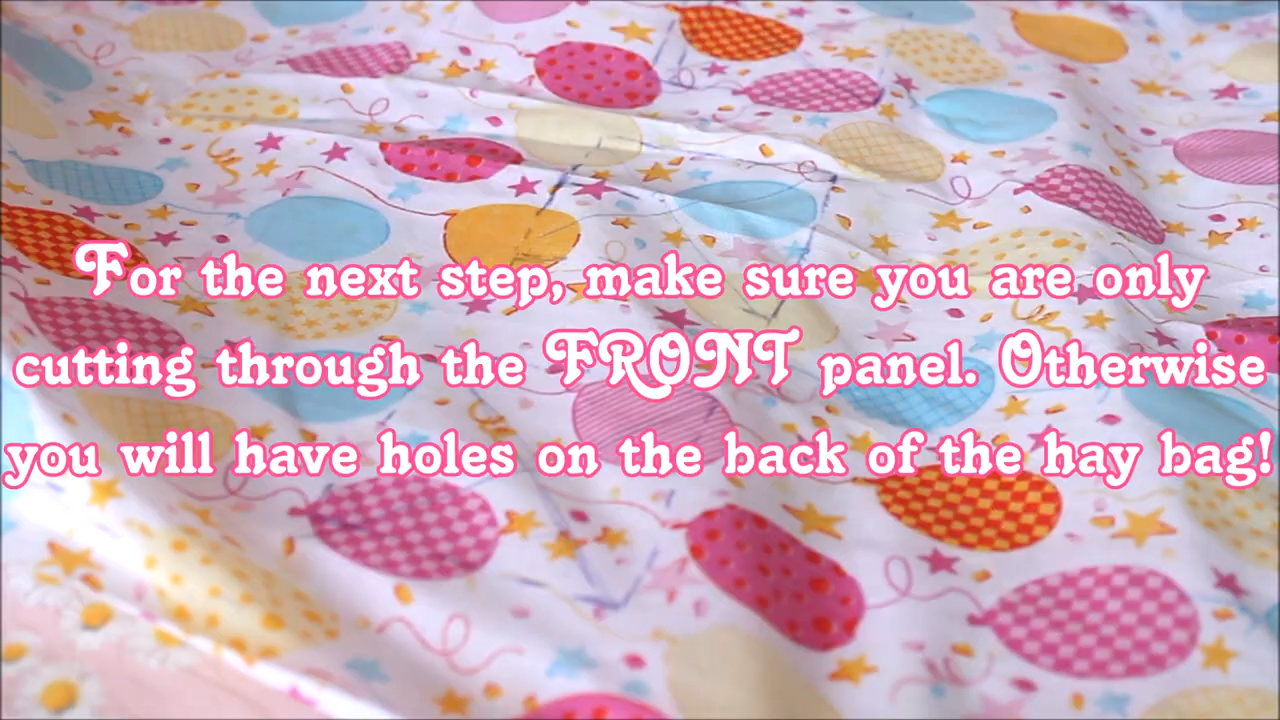 For the next step, make sure you are only
cutting through the FRONT panel. Otherwise
you will have holes on the back of the hay bag!